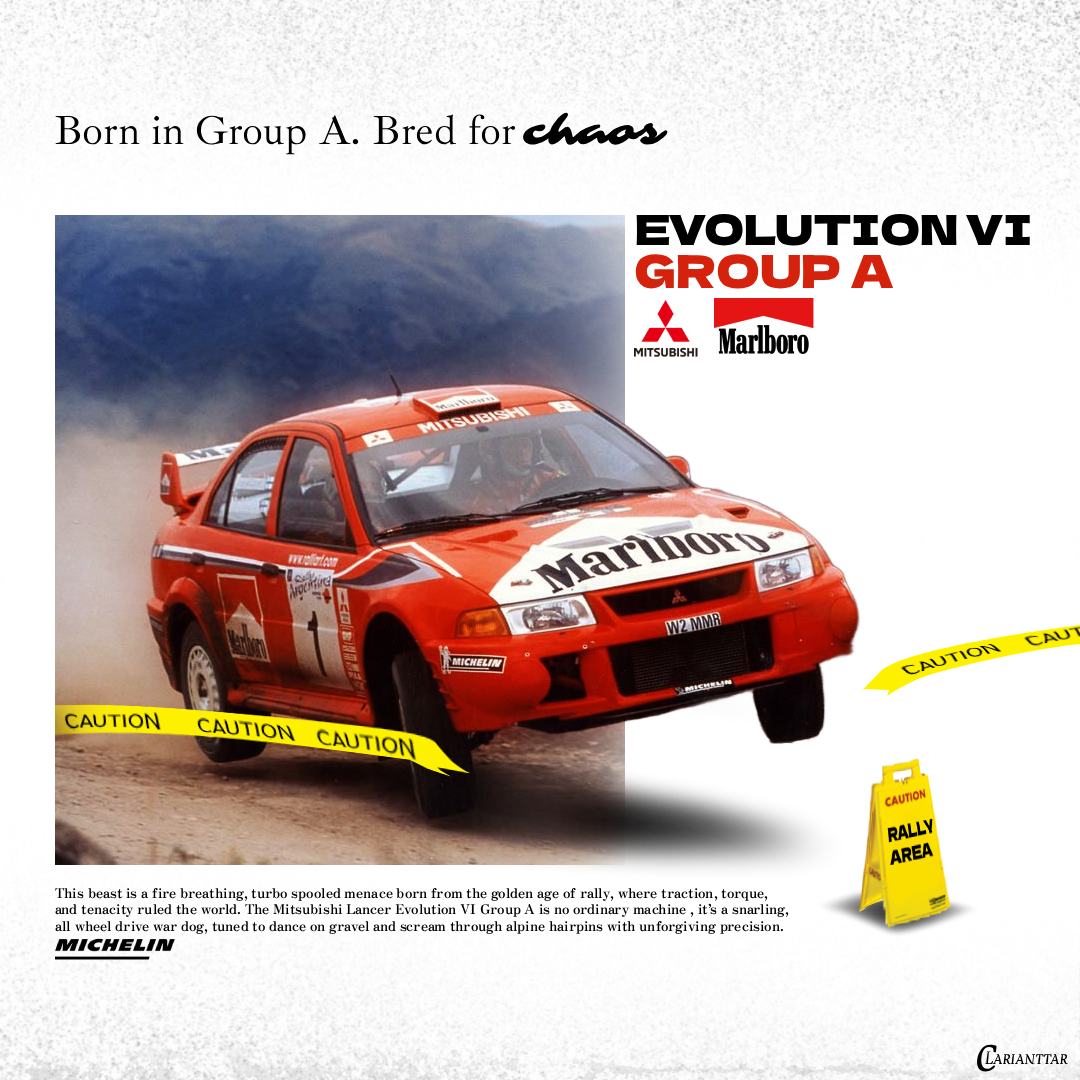 Born in Group A. Bred for chaos
EVOLUTION VI
GROUP A
MITSUBISHI
Marlboro
Marlboro
MITSUBISHI
Marlboro
www.ralliart.com
Rally
Argentina
1
Marlboro
W2 MMR
MICHELIN
MICHELIN
CAUTION CAUT
CAUTION CAUTION CAUTION
CAUTION
RALLY
AREA
This beast is a fire breathing, turbo spooled menace born from the golden age of rally, where traction, torque,
and tenacity ruled the world. The Mitsubishi Lancer Evolution VI Group A is no ordinary machine , it's a snarling,
all wheel drive war dog, tuned to dance on gravel and scream through alpine hairpins with unforgiving precision.
MICHELIN
CLARIANTTAR